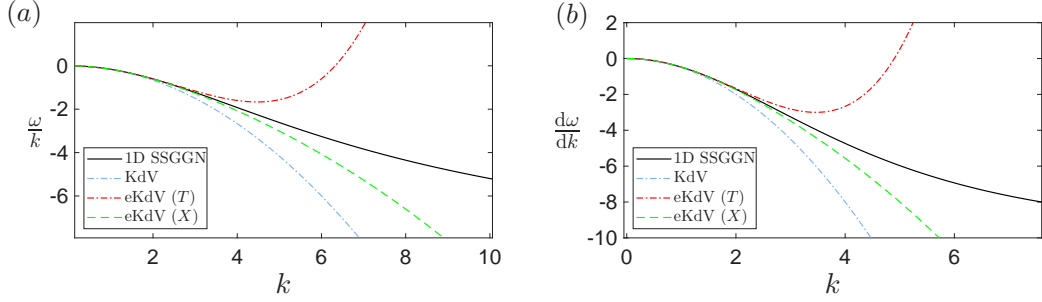 (a)
0
-2
-4
-6
ω/k
1D SSGGN
KdV
eKdV (T)
eKdV (X)
2 4 6 8 10
k
(b)
2
0
-2
-4
-6
-8
-10
dω/dk
1D SSGGN
KdV
eKdV (T)
eKdV (X)
0 2 4 6
k